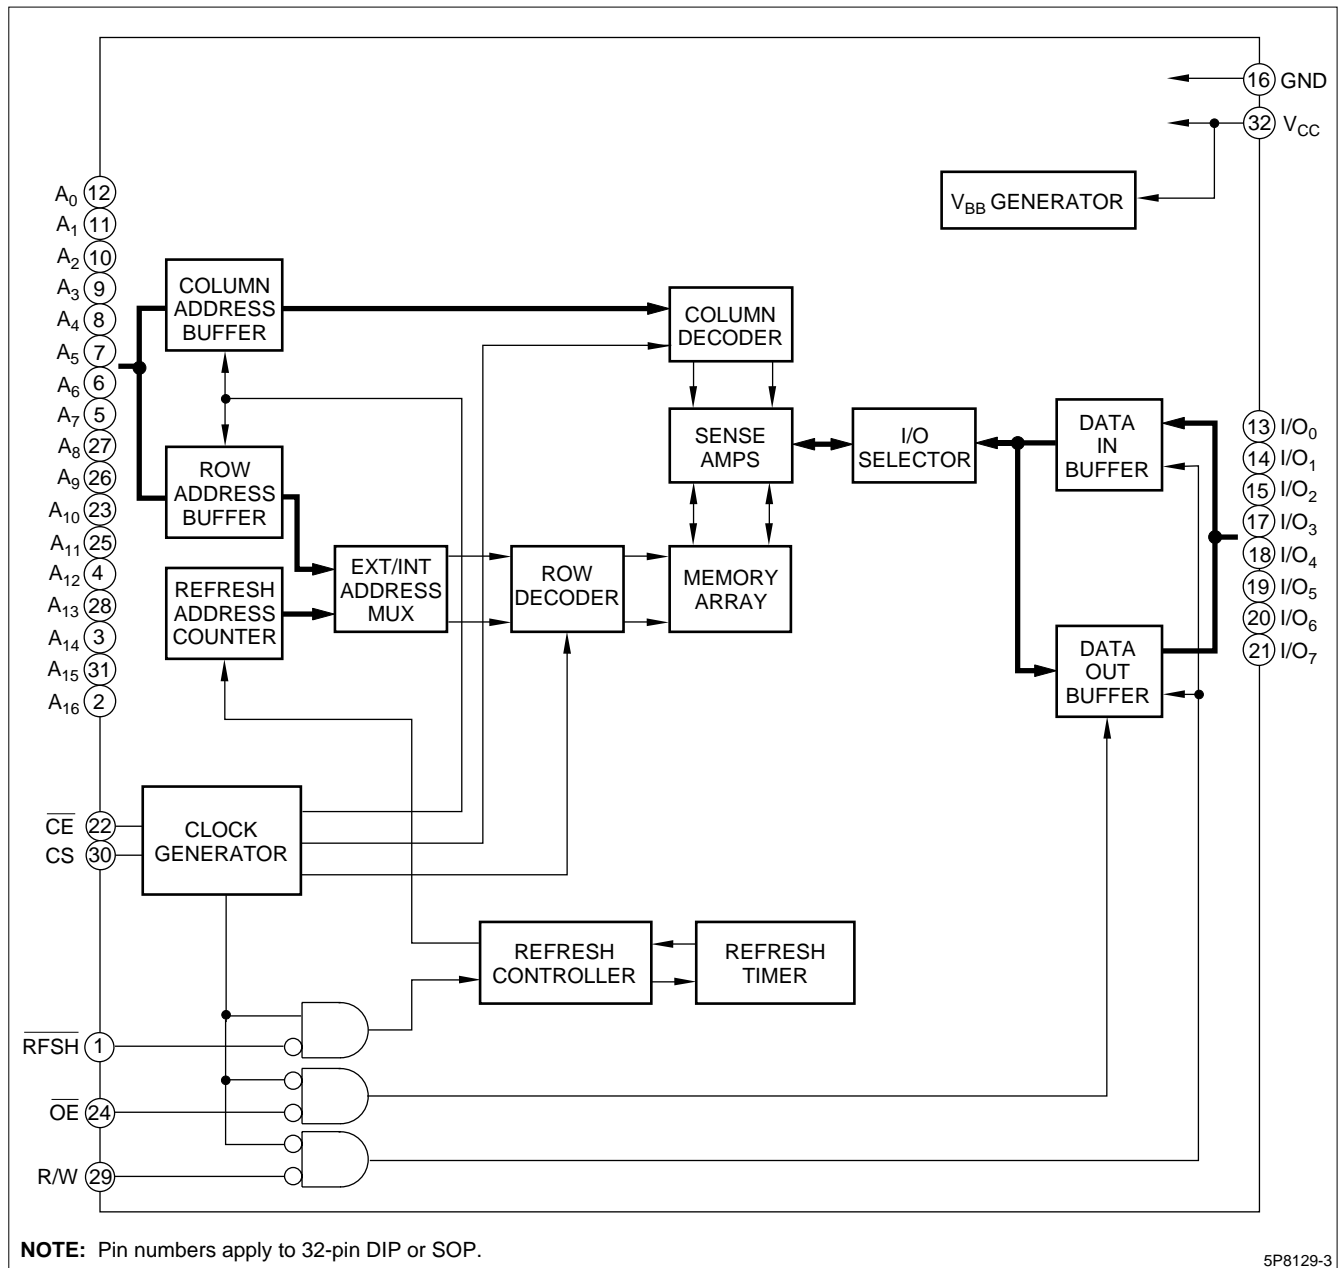 16 GND
32 VCC
VBB GENERATOR
A0 12
A1 11
A2 10
A3 9
A4 8
A5 7
A6 6
A7 5
A8 27
A9 26
A10 23
A11 25
A12 4
A13 28
A14 3
A15 31
A16 2
COLUMN
ADDRESS
BUFFER
COLUMN
DECODER
ROW
ADDRESS
BUFFER
SENSE
AMPS
I/O
SELECTOR
DATA
IN
BUFFER
13 I/O0
14 I/O1
15 I/O2
17 I/O3
18 I/O4
19 I/O5
20 I/O6
21 I/O7
REFRESH
ADDRESS
COUNTER
EXT/INT
ADDRESS
MUX
ROW
DECODER
MEMORY
ARRAY
DATA
OUT
BUFFER
C̅E̅ 22
CS 30
CLOCK
GENERATOR
REFRESH
CONTROLLER
REFRESH
TIMER
R̅F̅S̅H̅ 1
O̅E̅ 24
R/W 29
NOTE: Pin numbers apply to 32-pin DIP or SOP.
5P8129-3